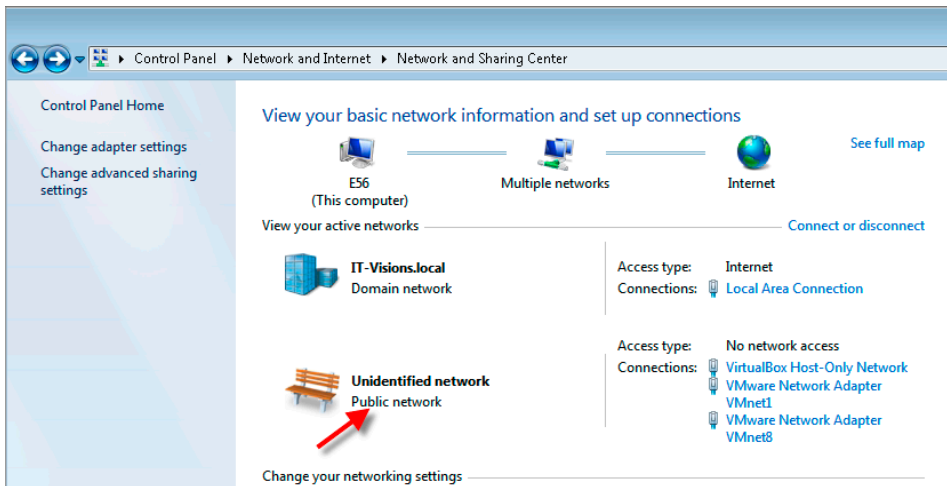 Control Panel Network and Internet Network and Sharing Center
Control Panel Home
Change adapter settings
Change advanced sharing
settings
View your basic network information and set up connections
See full map
E56
(This computer)
Multiple networks
Internet
View your active networks
Connect or disconnect
IT-Visions.local
Domain network
Access type: Internet
Connections: Local Area Connection
Unidentified network
Public network
Access type: No network access
Connections: VirtualBox Host-Only Network
VMware Network Adapter
VMnet1
VMware Network Adapter
VMnet8
Change your networking settings